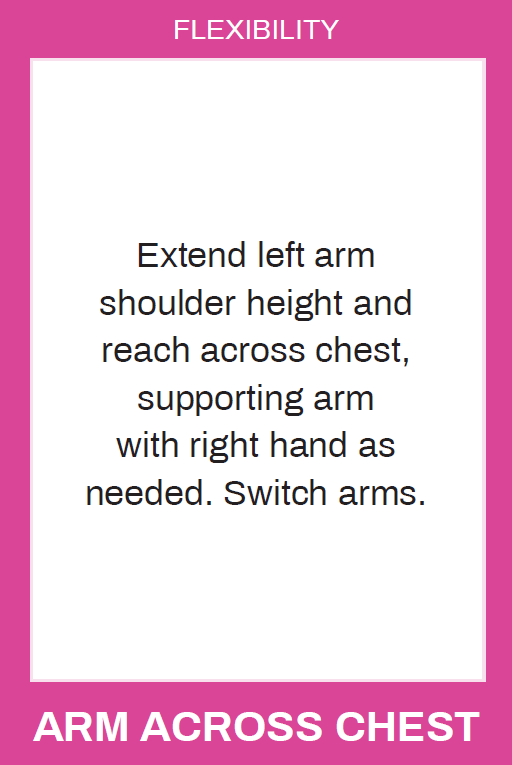 FLEXIBILITY
Extend left arm
shoulder height and
reach across chest,
supporting arm
with right hand as
needed. Switch arms.
ARM ACROSS CHEST